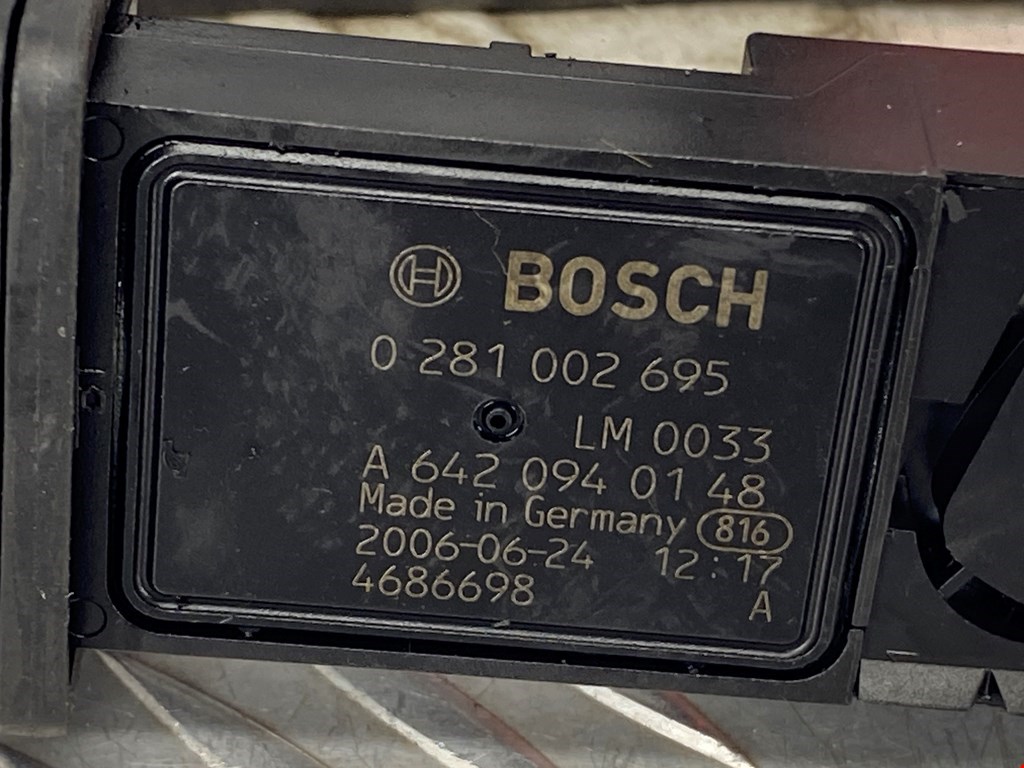 BOSCH
0 281 002 695
LM 0033
A 642 094 01 48
Made in Germany 816
2006-06-24 12:17
4686698 A